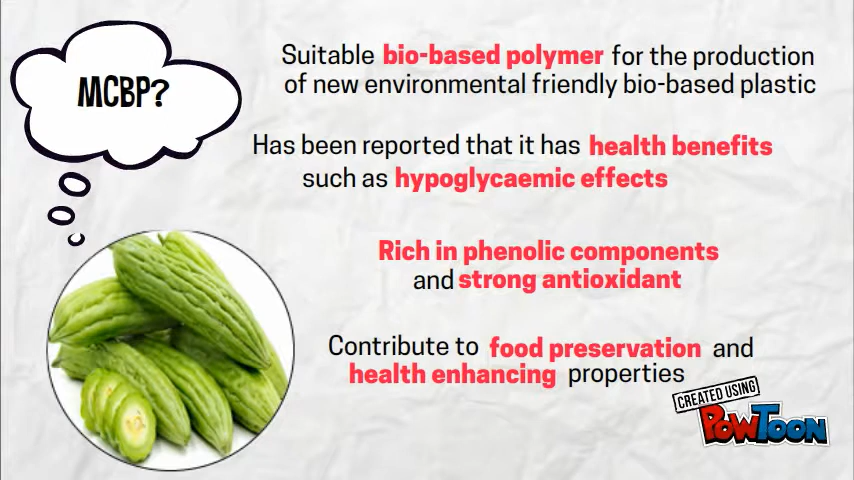 MCBP?
Suitable bio-based polymer for the production
of new environmental friendly bio-based plastic
Has been reported that it has health benefits
such as hypoglycaemic effects
Rich in phenolic components
and strong antioxidant
Contribute to food preservation and
health enhancing properties
CREATED USING
POWTOON